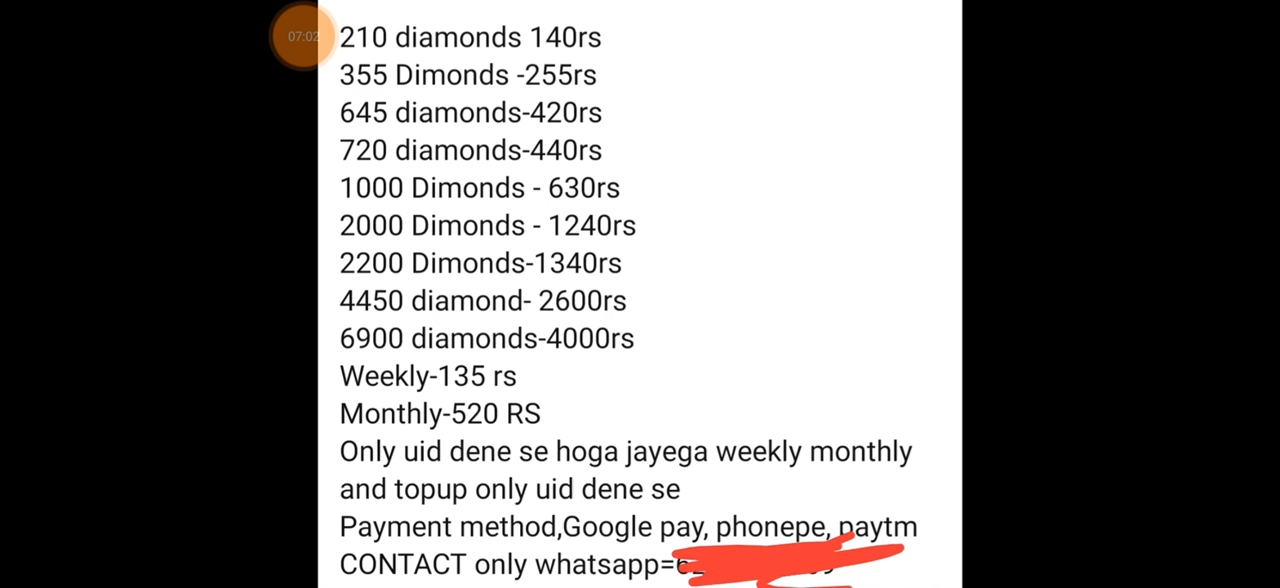 07:02
210 diamonds 140rs
355 Dimonds -255rs
645 diamonds-420rs
720 diamonds-440rs
1000 Dimonds - 630rs
2000 Dimonds - 1240rs
2200 Dimonds-1340rs
4450 diamond- 2600rs
6900 diamonds-4000rs
Weekly-135 rs
Monthly-520 RS
Only uid dene se hoga jayega weekly monthly
and topup only uid dene se
Payment method,Google pay, phonepe, paytm
CONTACT only whatsapp=